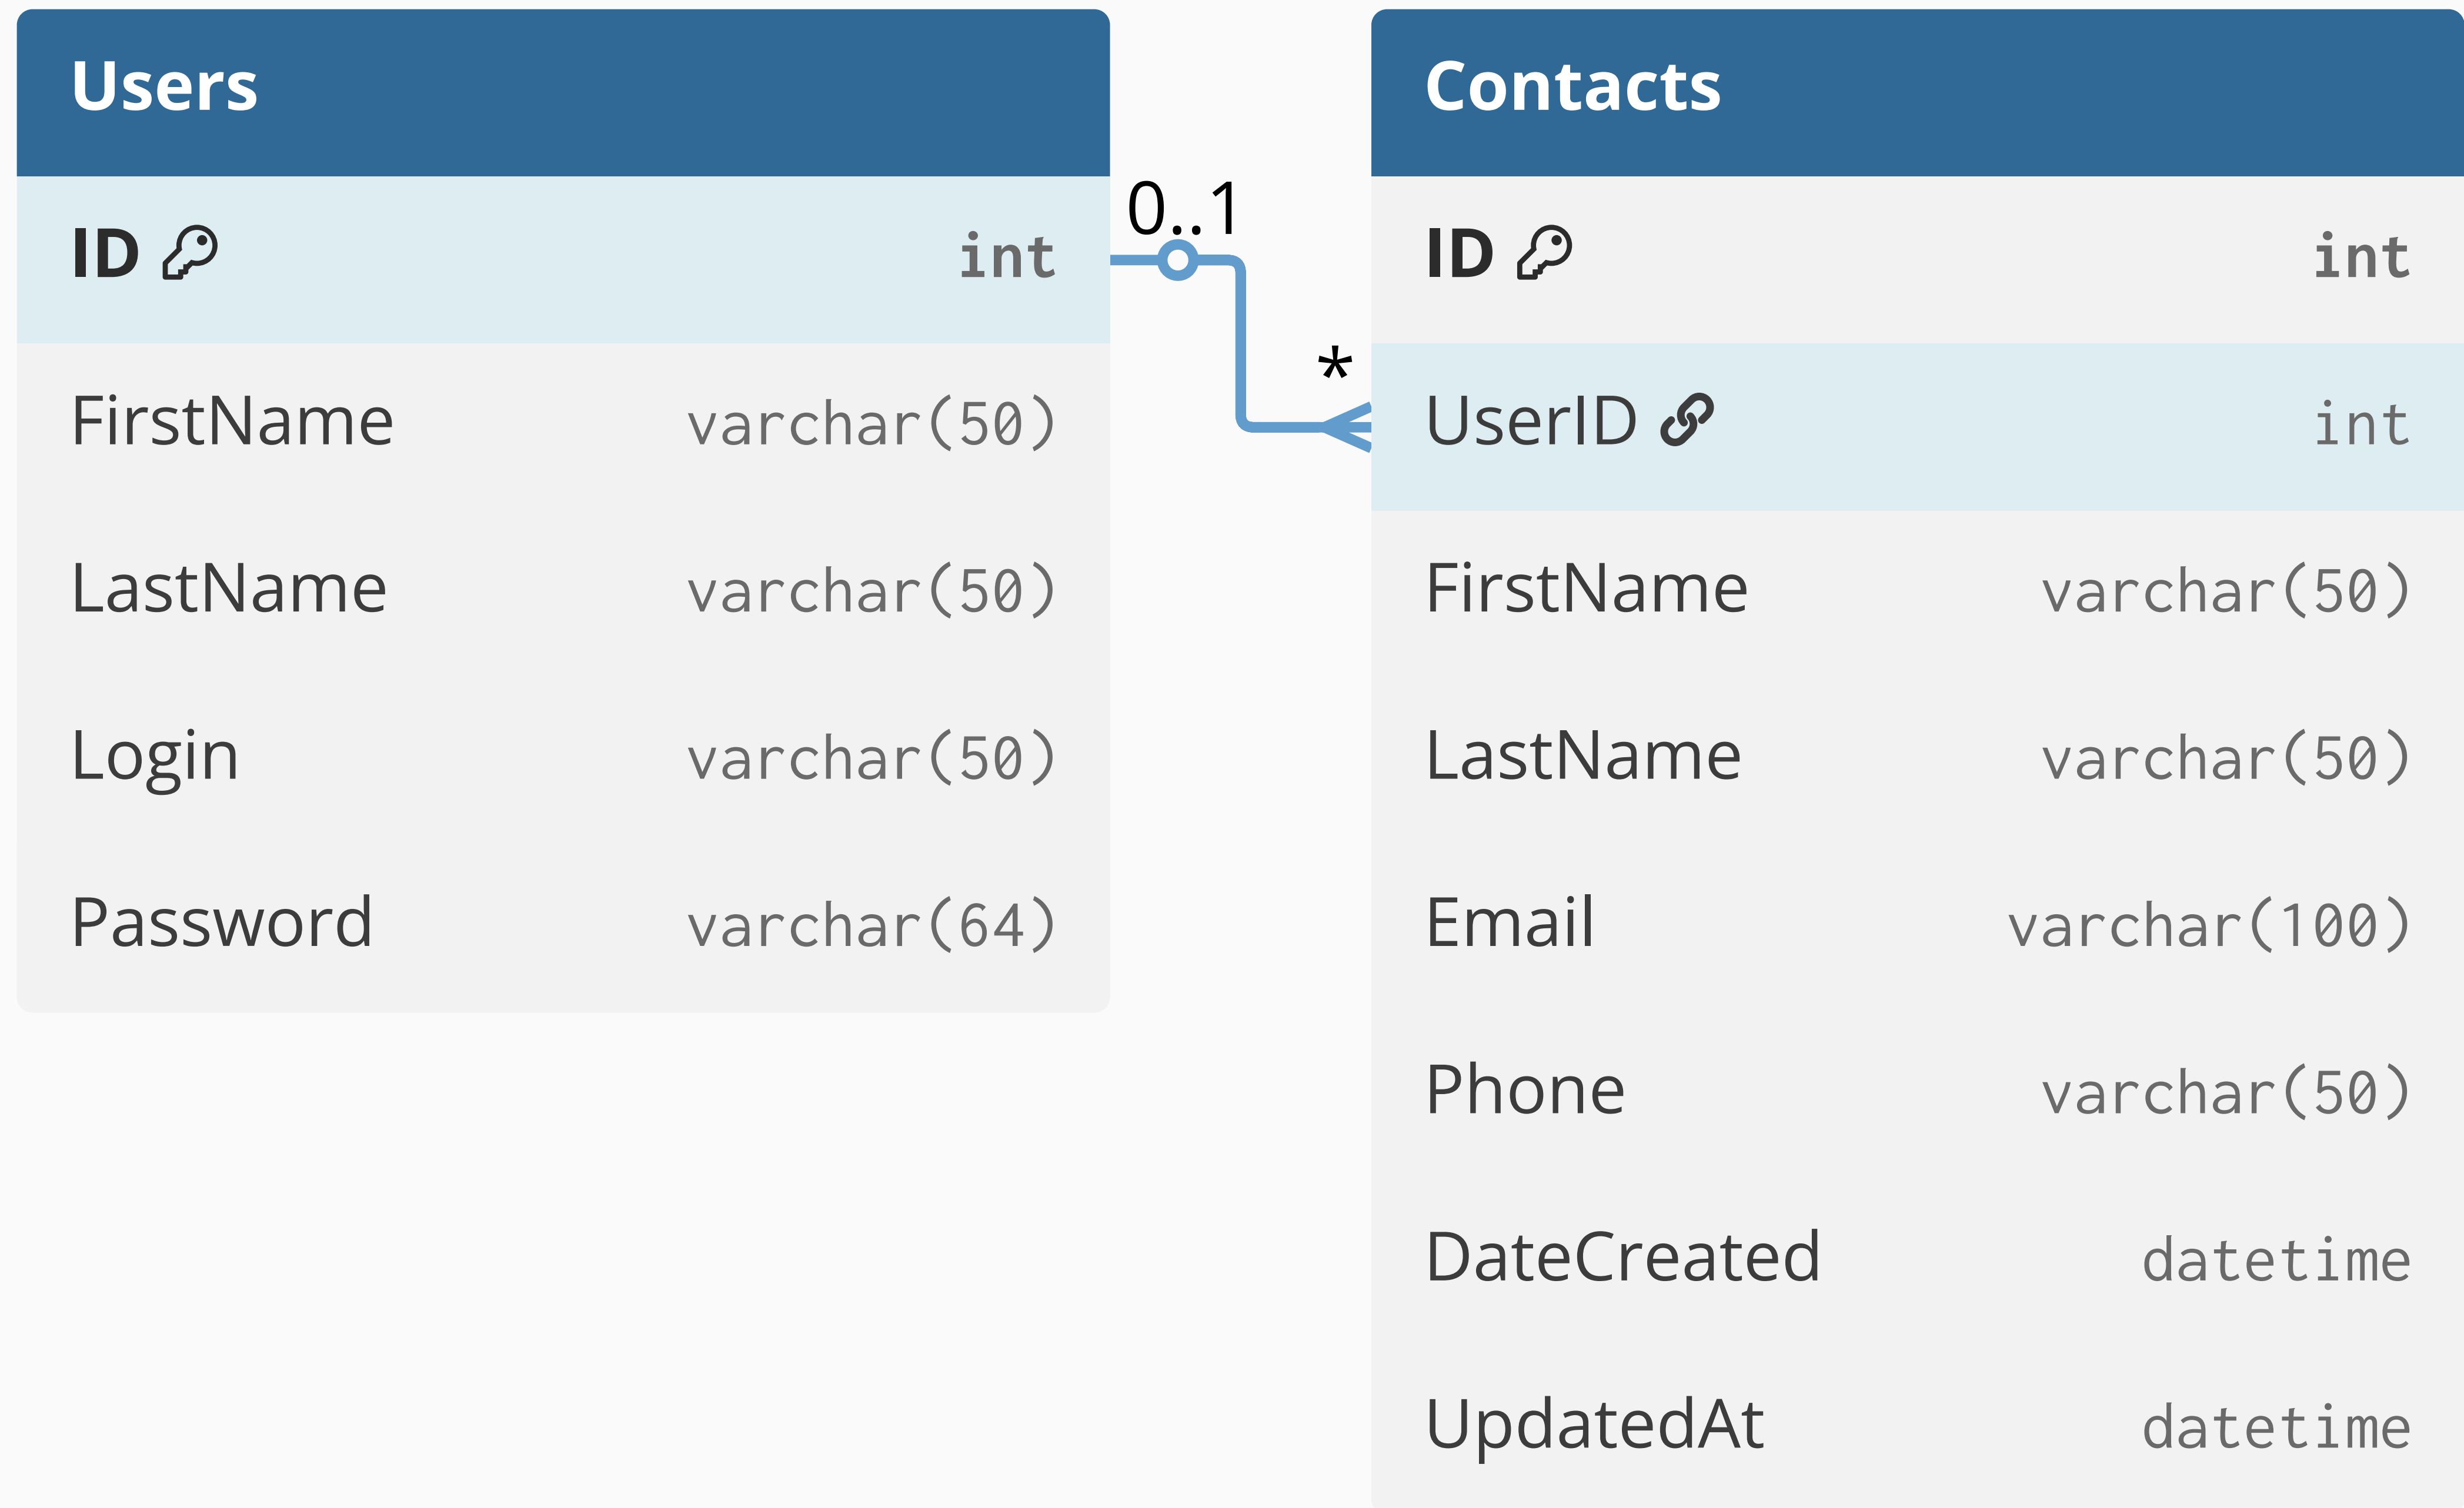 Users
ID int
FirstName varchar(50)
LastName varchar(50)
Login varchar(50)
Password varchar(64)
0..1
*
Contacts
ID int
UserID int
FirstName varchar(50)
LastName varchar(50)
Email varchar(100)
Phone varchar(50)
DateCreated datetime
UpdatedAt datetime